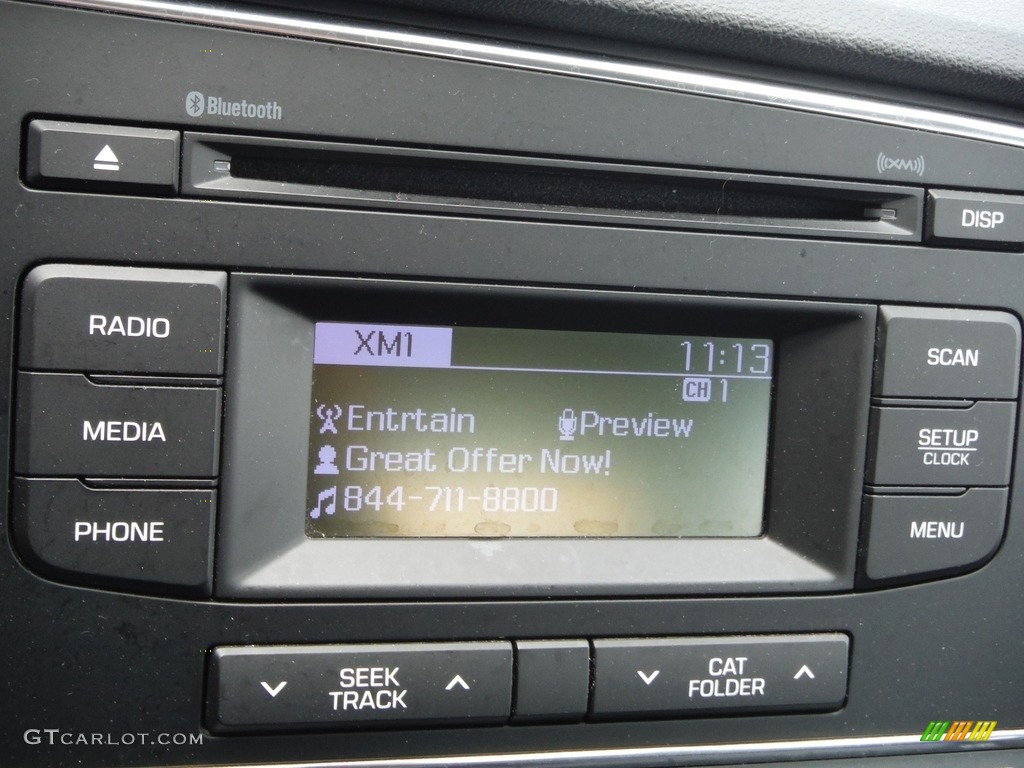 Bluetooth
XM
DISP
RADIO
XM1
11:13
SCAN
CH 1
MEDIA
Entrtain
Preview
SETUP
CLOCK
Great Offer Now!
844-711-8800
PHONE
MENU
SEEK
TRACK
CAT
FOLDER
GTCARLOT.COM